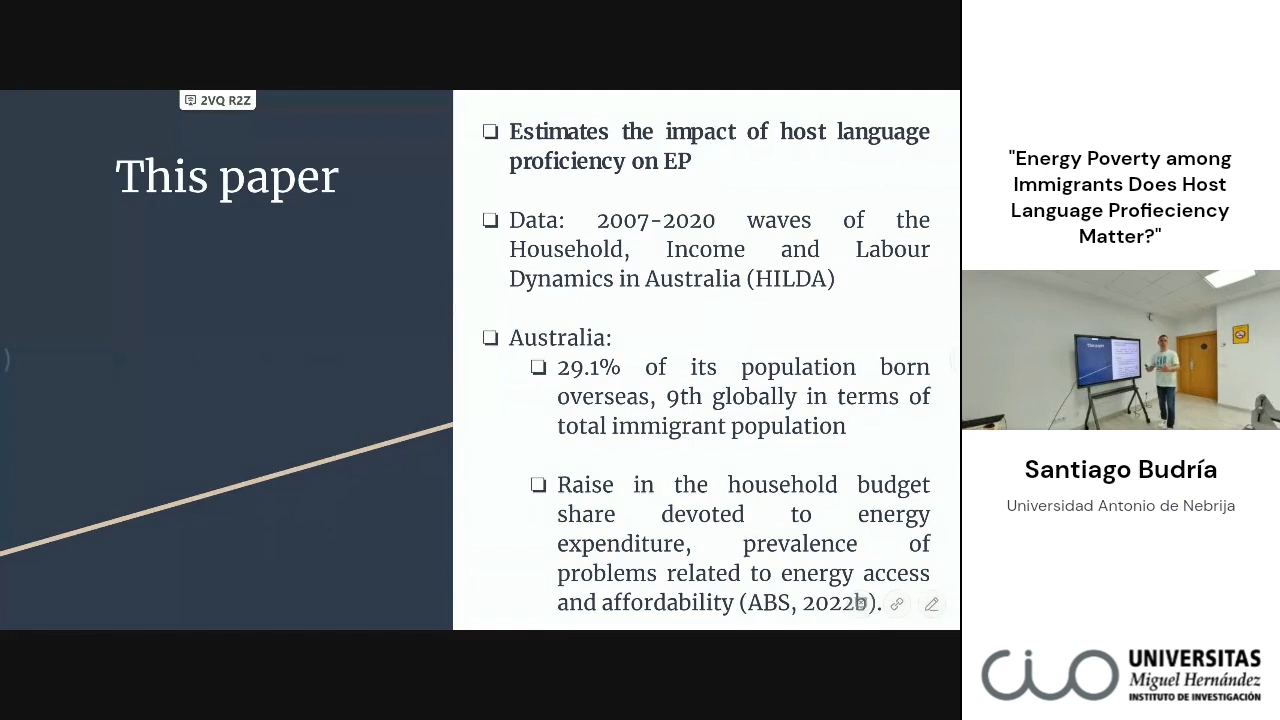 2VQ R2Z
This paper
Estimates the impact of host language
proficiency on EP
Data: 2007-2020 waves of the
Household, Income and Labour
Dynamics in Australia (HILDA)
Australia:
29.1% of its population born
overseas, 9th globally in terms of
total immigrant population
Raise in the household budget
share devoted to energy
expenditure, prevalence of
problems related to energy access
and affordability (ABS, 2022b).
"Energy Poverty among
Immigrants Does Host
Language Profieciency
Matter?"
Santiago Budría
Universidad Antonio de Nebrija
CIO
UNIVERSITAS
Miguel Hernández
INSTITUTO DE INVESTIGACIÓN